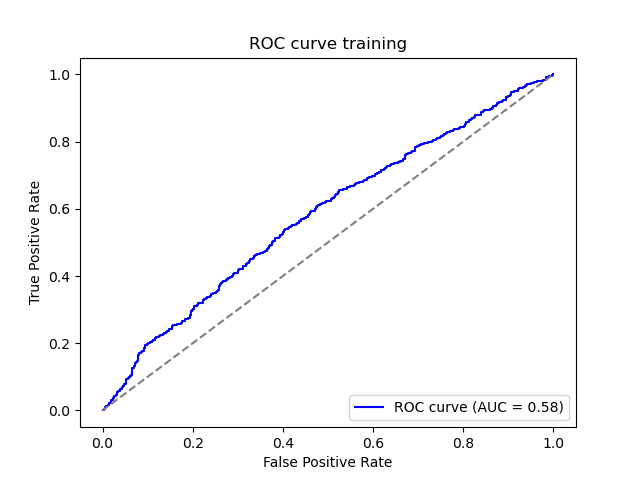 ROC curve training
1.0
0.8
0.6
0.4
0.2
0.0
True Positive Rate
0.0 0.2 0.4 0.6 0.8 1.0
False Positive Rate
ROC curve (AUC = 0.58)